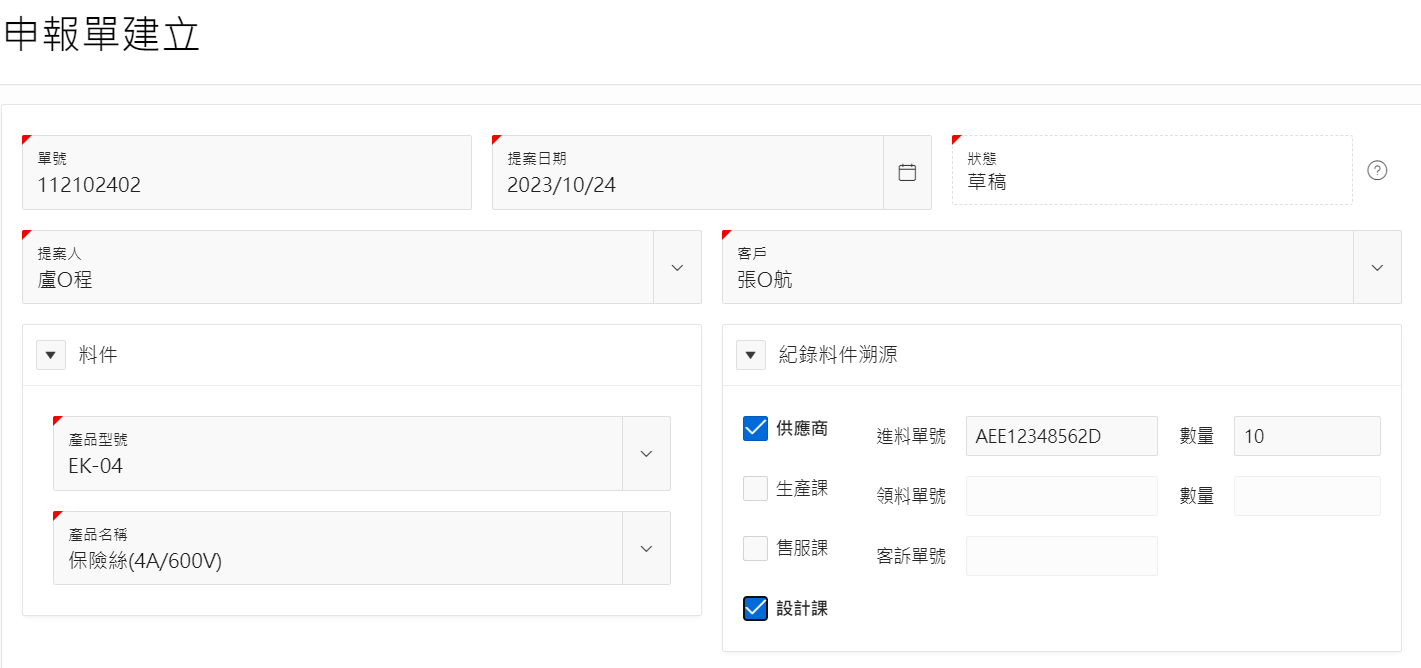 申報單建立
單號
112102402
提案日期
2023/10/24
狀態
草稿
提案人
盧O程
客戶
張O航
料件
產品型號
EK-04
產品名稱
保險絲(4A/600V)
紀錄料件溯源
供應商 進料單號 AEE12348562D 數量 10
生產課 領料單號 數量
售服課 客訴單號
設計課